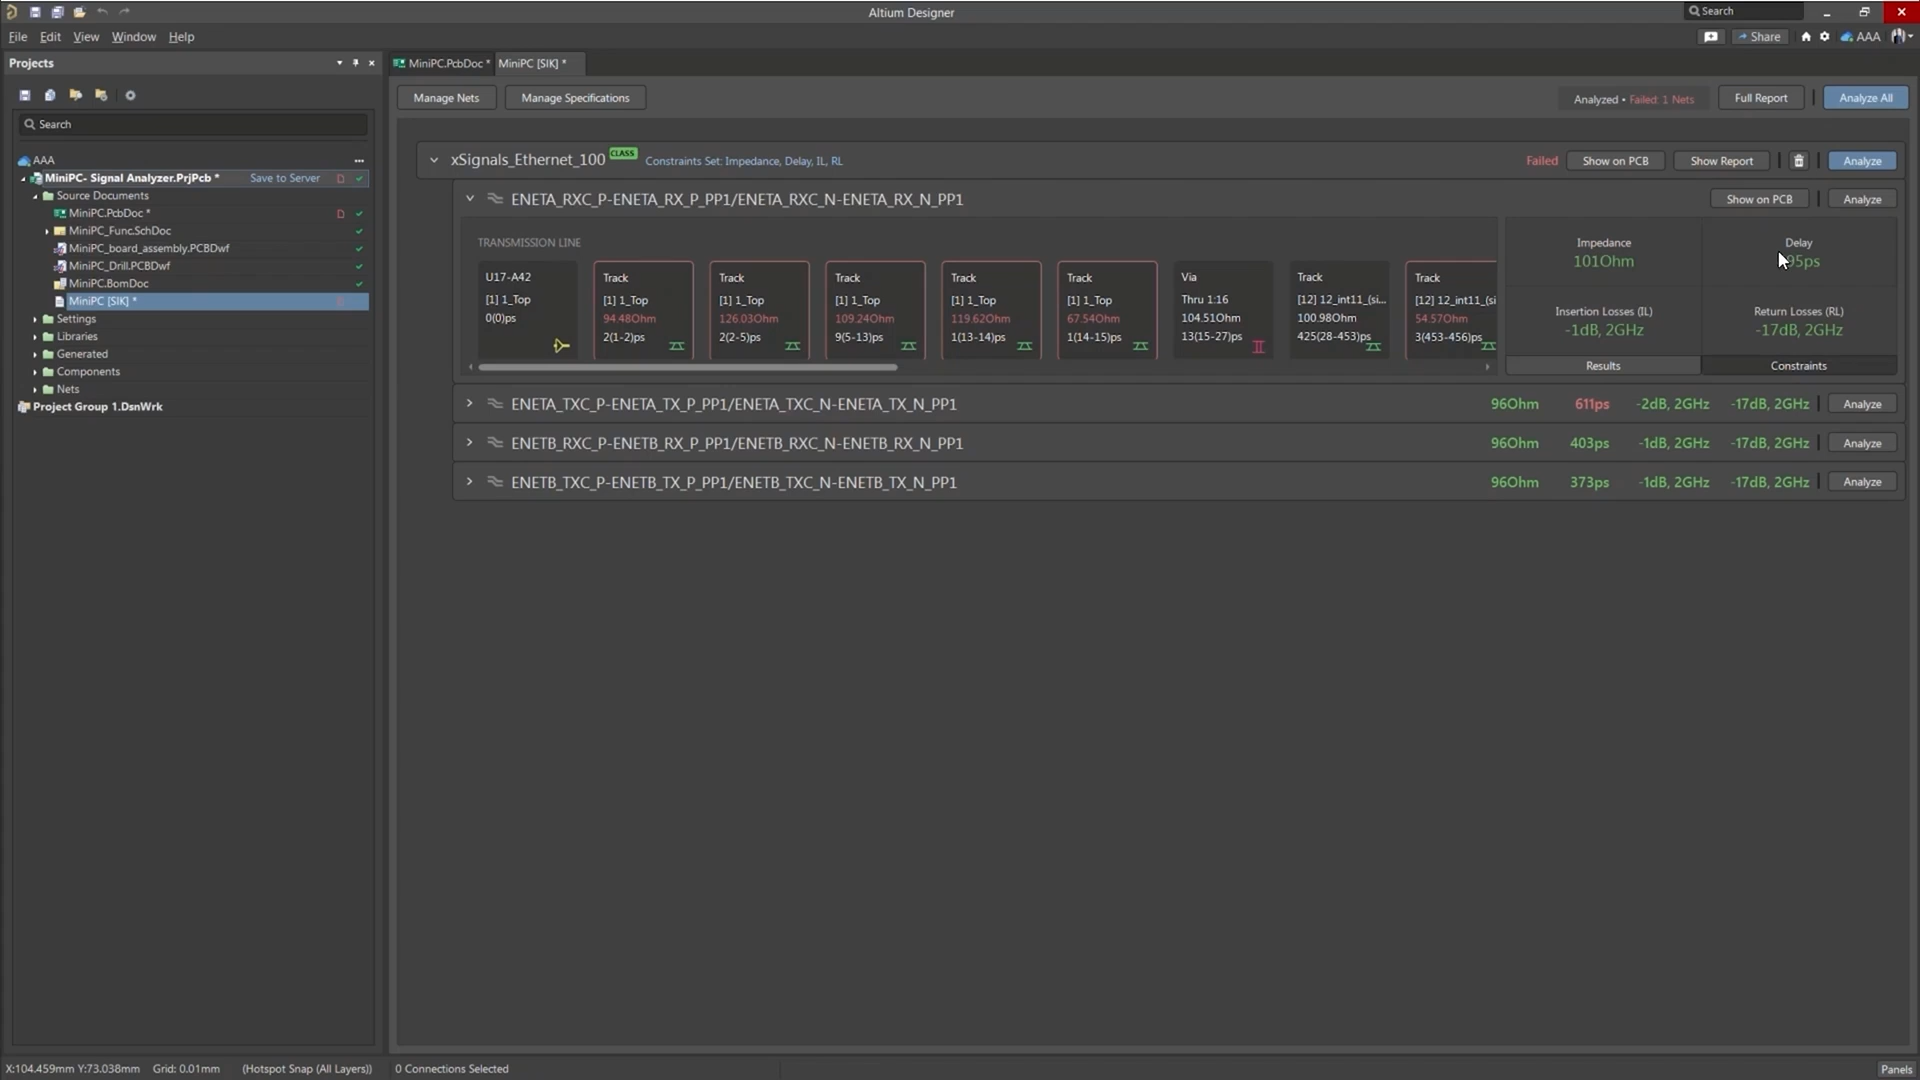 Altium Designer
Search
File Edit View Window Help
Share
AAA
Projects
MiniPC.PcbDoc *
MiniPC [SIK] *
Search
Manage Nets
Manage Specifications
Analyzed • Failed: 1 Nets
Full Report
Analyze All
AAA
MiniPC- Signal Analyzer.PrjPcb *
Save to Server
Source Documents
MiniPC.PcbDoc *
MiniPC_Func.SchDoc
MiniPC_board_assembly.PCBDwf
MiniPC_Drill.PCBDwf
MiniPC.BomDoc
MiniPC [SIK] *
Settings
Libraries
Generated
Components
Nets
Project Group 1.DsnWrk
xSignals_Ethernet_100
CLASS
Constraints Set: Impedance, Delay, IL, RL
Failed
Show on PCB
Show Report
Analyze
ENETA_RXC_P-ENETA_RX_P_PP1/ENETA_RXC_N-ENETA_RX_N_PP1
Show on PCB
Analyze
TRANSMISSION LINE
U17-A42
[1] 1_Top
0(0)ps
Track
[1] 1_Top
94.48Ohm
2(1-2)ps
Track
[1] 1_Top
126.03Ohm
2(2-5)ps
Track
[1] 1_Top
109.24Ohm
9(5-13)ps
Track
[1] 1_Top
119.62Ohm
1(13-14)ps
Track
[1] 1_Top
67.54Ohm
1(14-15)ps
Via
Thru 1:16
104.51Ohm
13(15-27)ps
Track
[12] 12_int11_(si...
100.98Ohm
425(28-453)ps
Track
[12] 12_int11_(si
54.57Ohm
3(453-456)ps
Impedance
101Ohm
Delay
Insertion Losses (IL)
-1dB, 2GHz
Return Losses (RL)
-17dB, 2GHz
Results
Constraints
ENETA_TXC_P-ENETA_TX_P_PP1/ENETA_TXC_N-ENETA_TX_N_PP1
96Ohm 611ps -2dB, 2GHz -17dB, 2GHz Analyze
ENETB_RXC_P-ENETB_RX_P_PP1/ENETB_RXC_N-ENETB_RX_N_PP1
96Ohm 403ps -1dB, 2GHz -17dB, 2GHz Analyze
ENETB_TXC_P-ENETB_TX_P_PP1/ENETB_TXC_N-ENETB_TX_N_PP1
96Ohm 373ps -1dB, 2GHz -17dB, 2GHz Analyze
X:104.459mm Y:73.038mm Grid: 0.01mm (Hotspot Snap (All Layers)) 0 Connections Selected
Panels